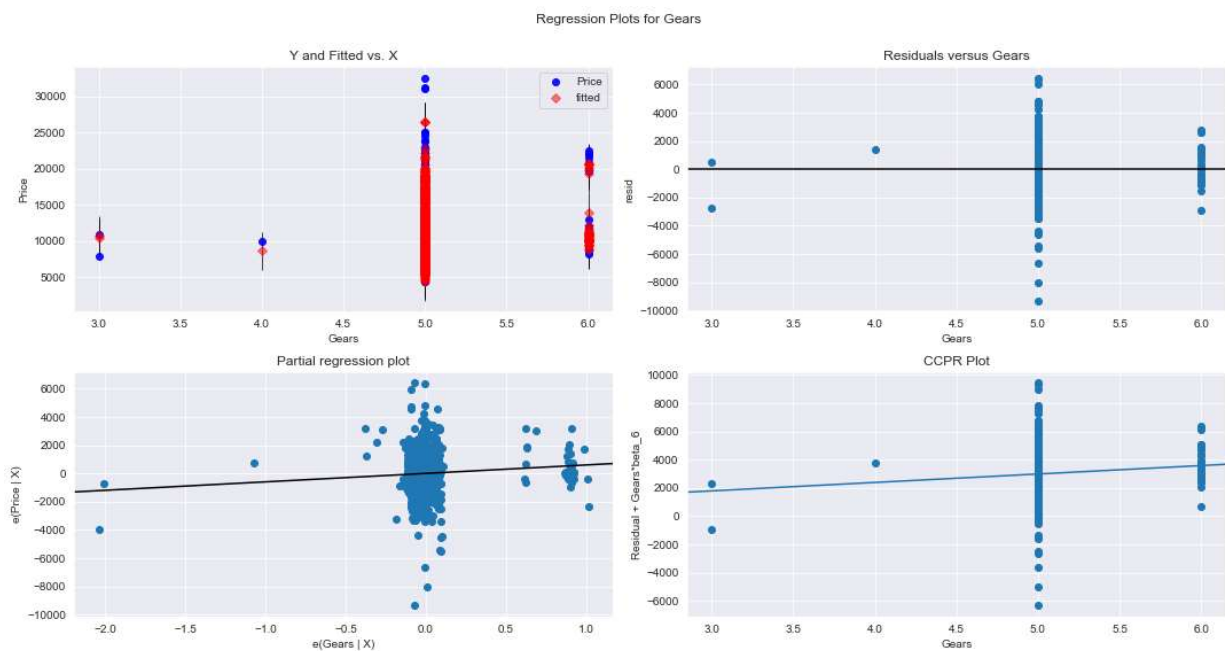 Regression Plots for Gears
Y and Fitted vs. X
Price
fitted
30000
25000
20000
15000
10000
5000
Price
3.0 3.5 4.0 4.5 5.0 5.5 6.0
Gears
Residuals versus Gears
6000
4000
2000
0
-2000
-4000
-6000
-8000
-10000
resid
3.0 3.5 4.0 4.5 5.0 5.5 6.0
Gears
Partial regression plot
6000
4000
2000
0
-2000
-4000
-6000
-8000
-10000
e(Price | X)
-2.0 -1.5 -1.0 -0.5 0.0 0.5 1.0
e(Gears | X)
CCPR Plot
10000
8000
6000
4000
2000
0
-2000
-4000
-6000
Residual + Gears*beta_6
3.0 3.5 4.0 4.5 5.0 5.5 6.0
Gears